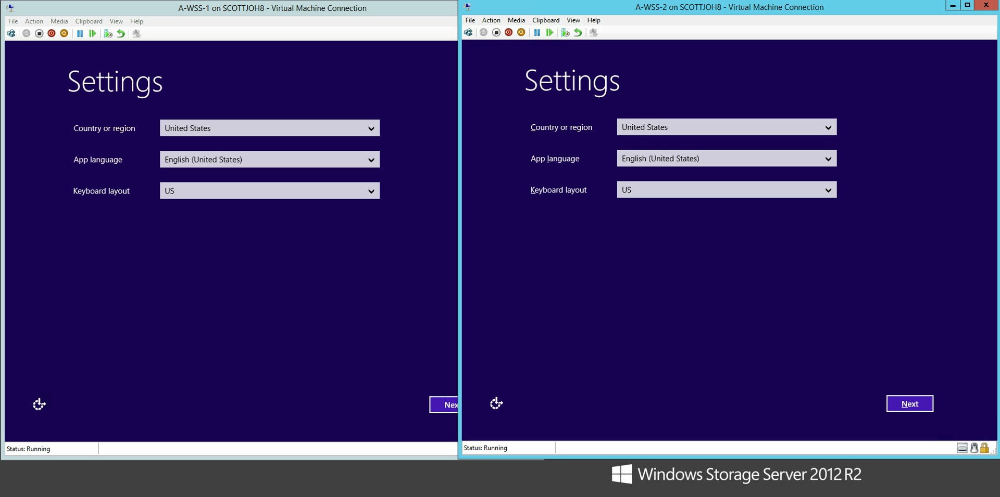 A-WSS-1 on SCOTTJOH8 - Virtual Machine Connection
File Action Media Clipboard View Help
Settings
Country or region United States
App language English (United States)
Keyboard layout US
Nex
Status: Running
A-WSS-2 on SCOTTJOH8 - Virtual Machine Connection
File Action Media Clipboard View Help
Settings
Country or region United States
App language English (United States)
Keyboard layout US
Next
Status: Running
Windows Storage Server 2012 R2